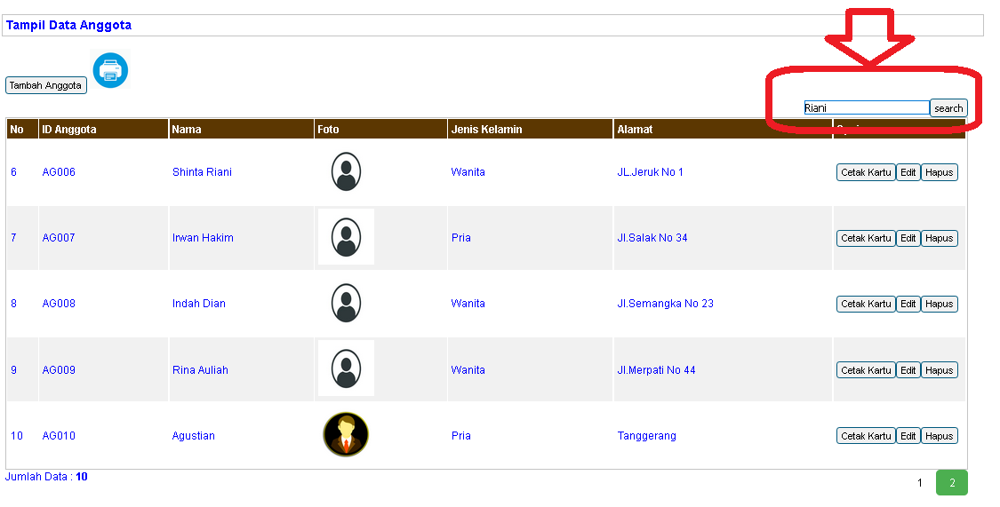 Tampil Data Anggota
Tambah Anggota
Riani search
No ID Anggota Nama Foto Jenis Kelamin Alamat
6 AG006 Shinta Riani Wanita JL.Jeruk No 1 Cetak Kartu Edit Hapus
7 AG007 Irwan Hakim Pria Jl.Salak No 34 Cetak Kartu Edit Hapus
8 AG008 Indah Dian Wanita Jl.Semangka No 23 Cetak Kartu Edit Hapus
9 AG009 Rina Auliah Wanita Jl.Merpati No 44 Cetak Kartu Edit Hapus
10 AG010 Agustian Pria Tanggerang Cetak Kartu Edit Hapus
Jumlah Data : 10
1 2